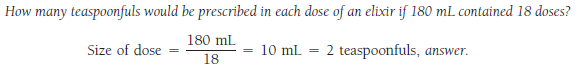 How many teaspoonfuls would be prescribed in each dose of an elixir if 180 mL contained 18 doses?
Size of dose = 180 mL / 18 = 10 mL = 2 teaspoonfuls, answer.